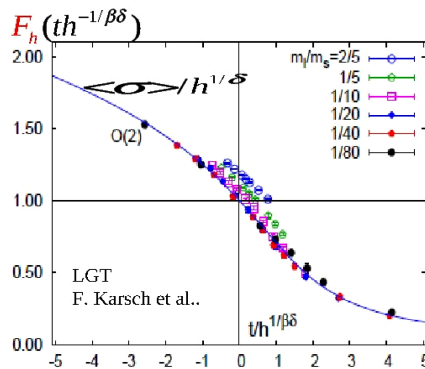 F_h(th^{-1/βδ})
2.00
<σ>/h^{1/δ}
m_l/m_s=2/5
1/5
1/10
1/20
1/40
1/80
1.50
O(2)
1.00
0.50
LGT
F. Karsch et al..
t/h^{1/βδ}
0.00
-5 -4 -3 -2 -1 0 1 2 3 4 5